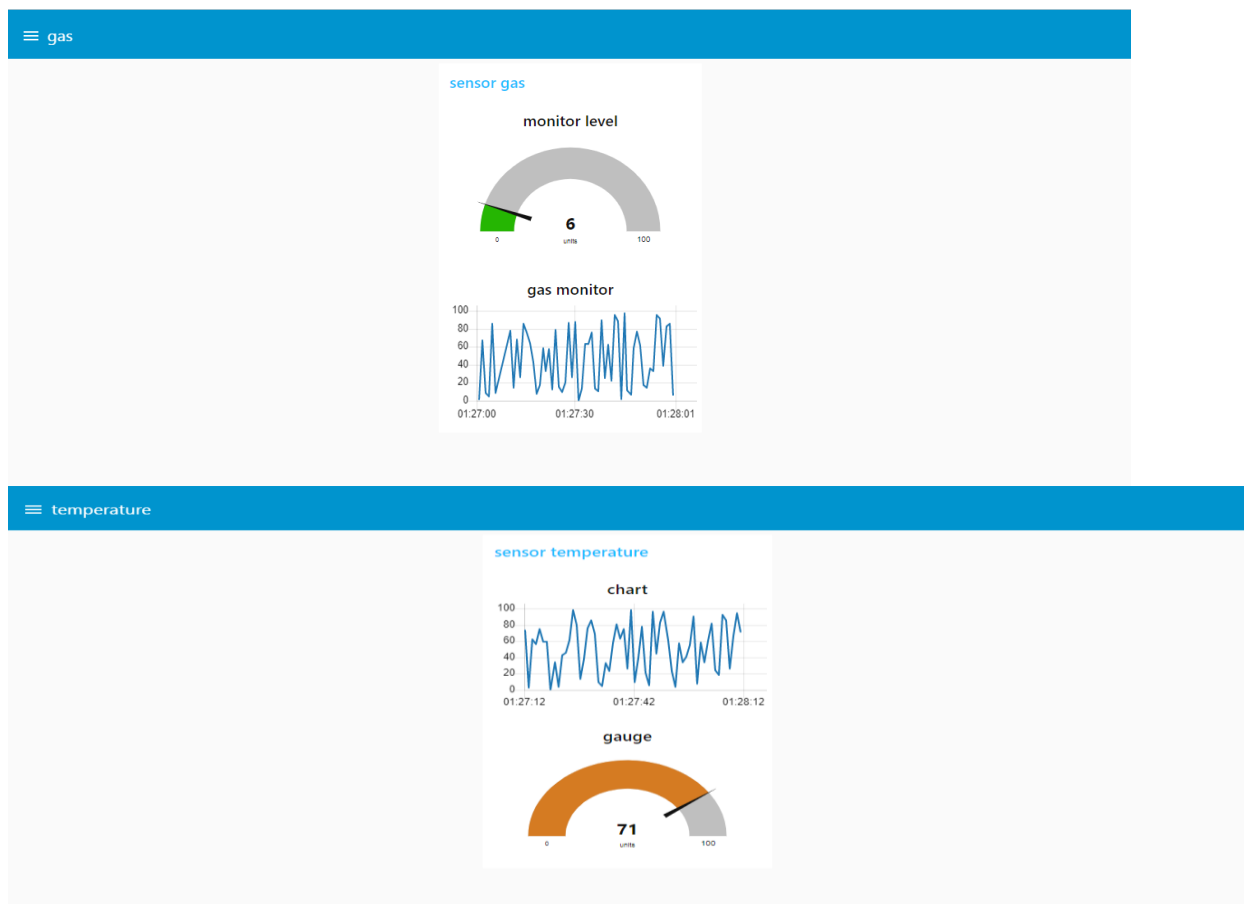 gas
sensor gas
monitor level
6
units
0
100
gas monitor
100
80
60
40
20
0
01:27:00
01:27:30
01:28:01
temperature
sensor temperature
chart
100
80
60
40
20
0
01:27:12
01:27:42
01:28:12
gauge
71
units
0
100